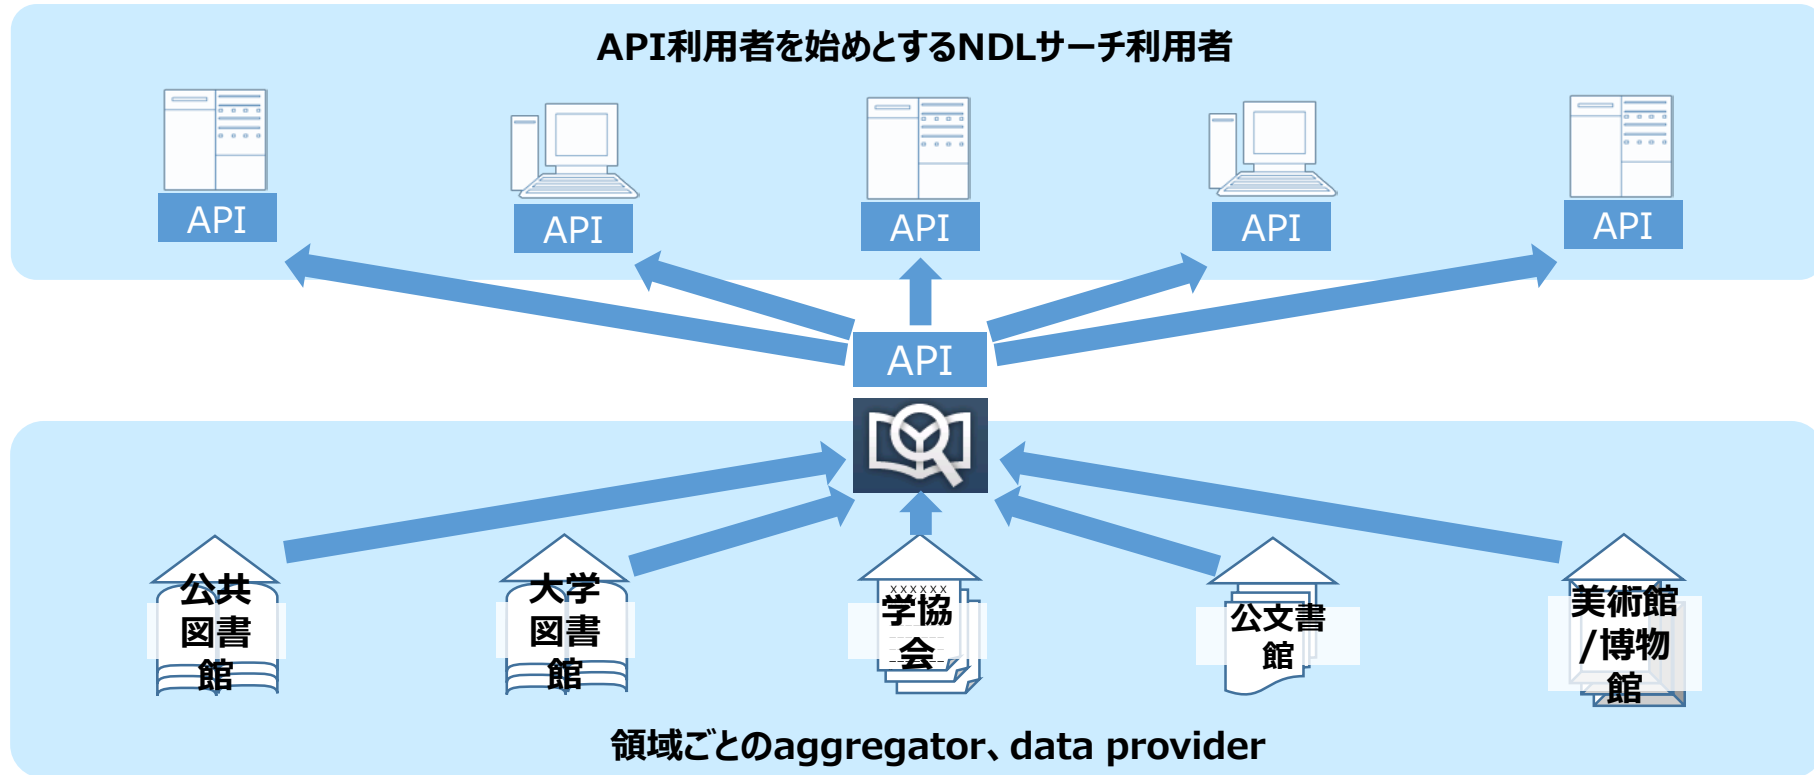 API利用者を始めとするNDLサーチ利用者
API
API
API
API
API
API
公共
図書
館
大学
図書
館
xxxxxx
学協
会
公文書
館
美術館
/博物
館
領域ごとのaggregator、data provider